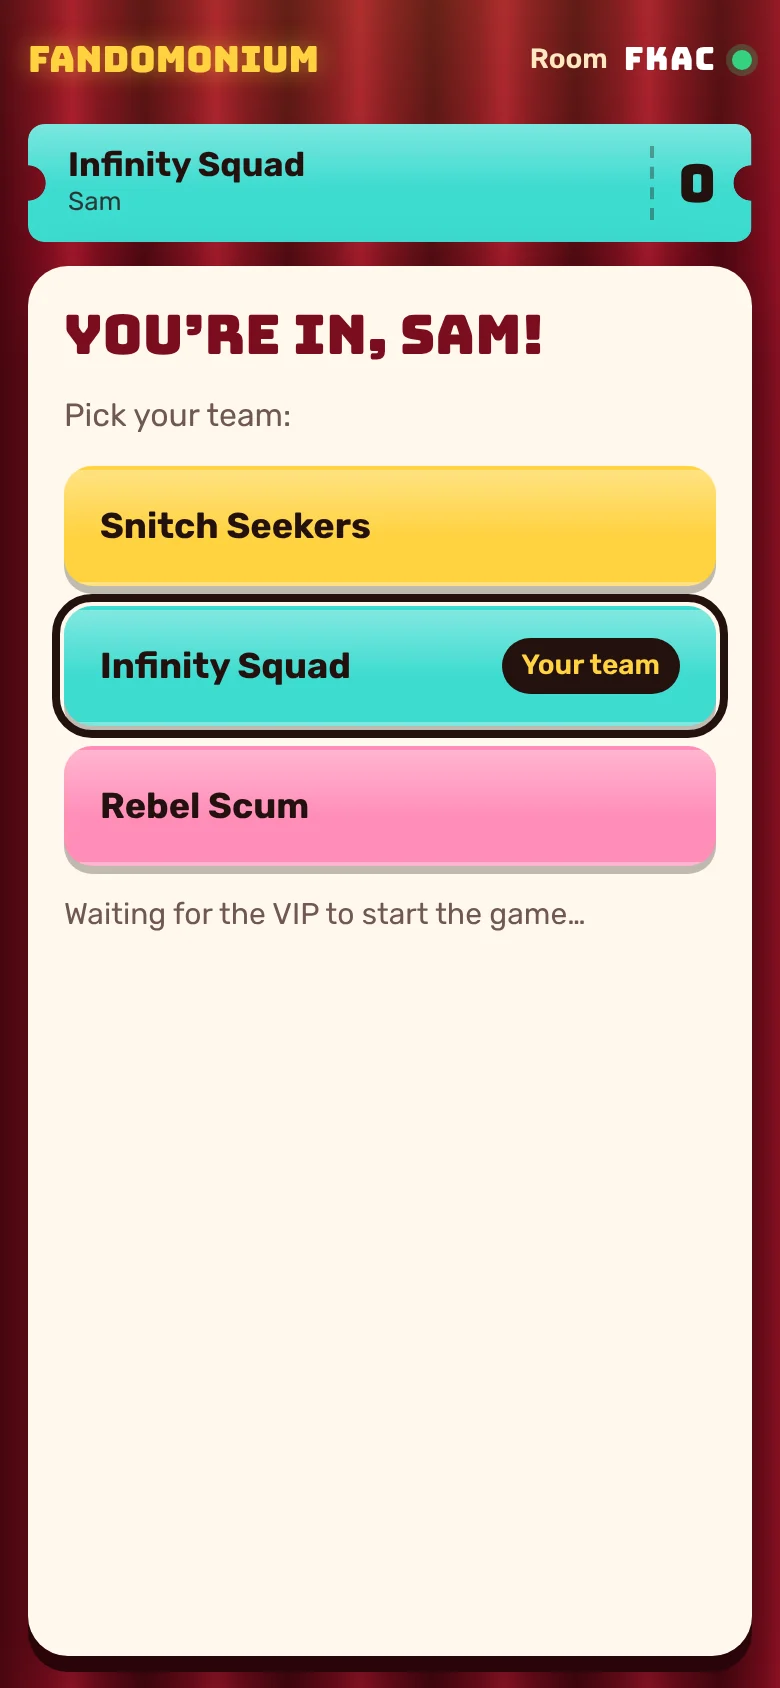 FANDOMONIUM
Room FKAC
Infinity Squad
Sam
0
YOU’RE IN, SAM!
Pick your team:
Snitch Seekers
Infinity Squad
Your team
Rebel Scum
Waiting for the VIP to start the game…